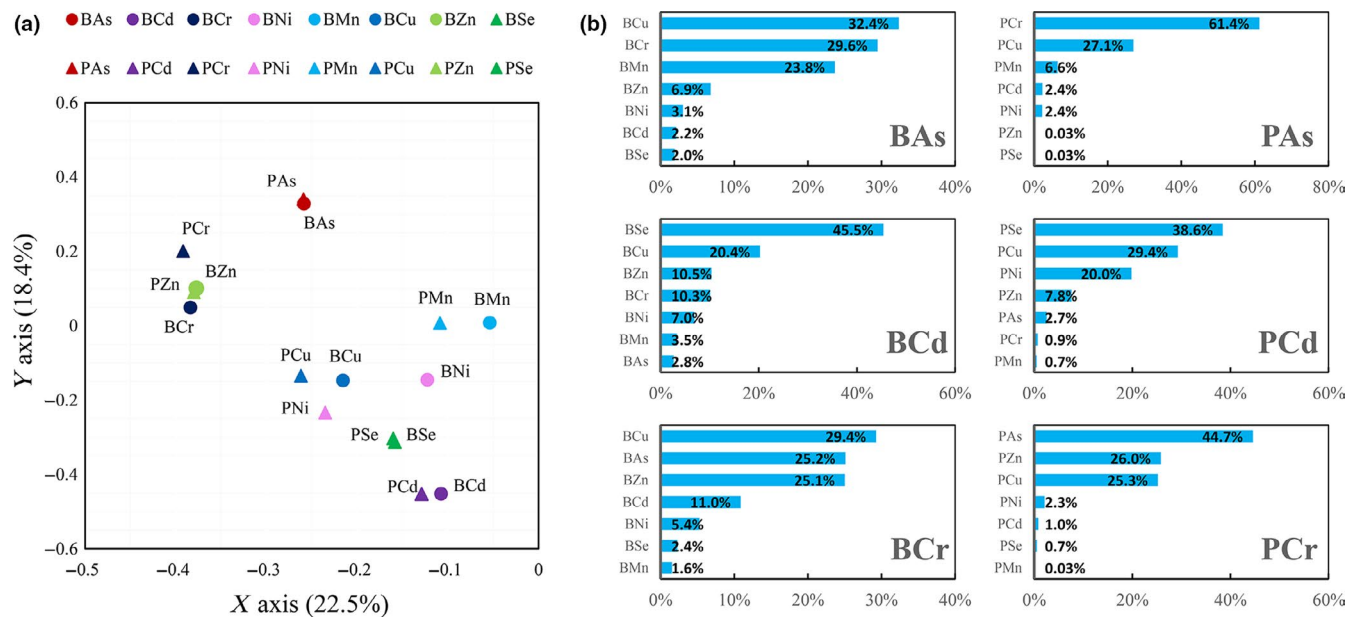 (a)
BAs BCd BCr BNi BMn BCu BZn BSe
PAs PCd PCr PNi PMn PCu PZn PSe
0.6
0.4
0.2
0
−0.2
−0.4
−0.6
Y axis (18.4%)
PAs
BAs
PCr
BZn
PZn
BCr
PMn BMn
PCu BCu
BNi
PNi
PSe BSe
PCd BCd
−0.5 −0.4 −0.3 −0.2 −0.1 0
X axis (22.5%)
(b)
BCu 32.4%
BCr 29.6%
BMn 23.8%
BZn 6.9%
BNi 3.1%
BCd 2.2%
BSe 2.0%
BAs
0% 10% 20% 30% 40%
PCr 61.4%
PCu 27.1%
PMn 6.6%
PCd 2.4%
PNi 2.4%
PZn 0.03%
PSe 0.03%
PAs
0% 20% 40% 60% 80%
BSe 45.5%
BCu 20.4%
BZn 10.5%
BCr 10.3%
BNi 7.0%
BMn 3.5%
BAs 2.8%
BCd
0% 20% 40% 60%
PSe 38.6%
PCu 29.4%
PNi 20.0%
PZn 7.8%
PAs 2.7%
PCr 0.9%
PMn 0.7%
PCd
0% 20% 40% 60%
BCu 29.4%
BAs 25.2%
BZn 25.1%
BCd 11.0%
BNi 5.4%
BSe 2.4%
BMn 1.6%
BCr
0% 10% 20% 30% 40%
PAs 44.7%
PZn 26.0%
PCu 25.3%
PNi 2.3%
PCd 1.0%
PSe 0.7%
PMn 0.03%
PCr
0% 20% 40% 60%